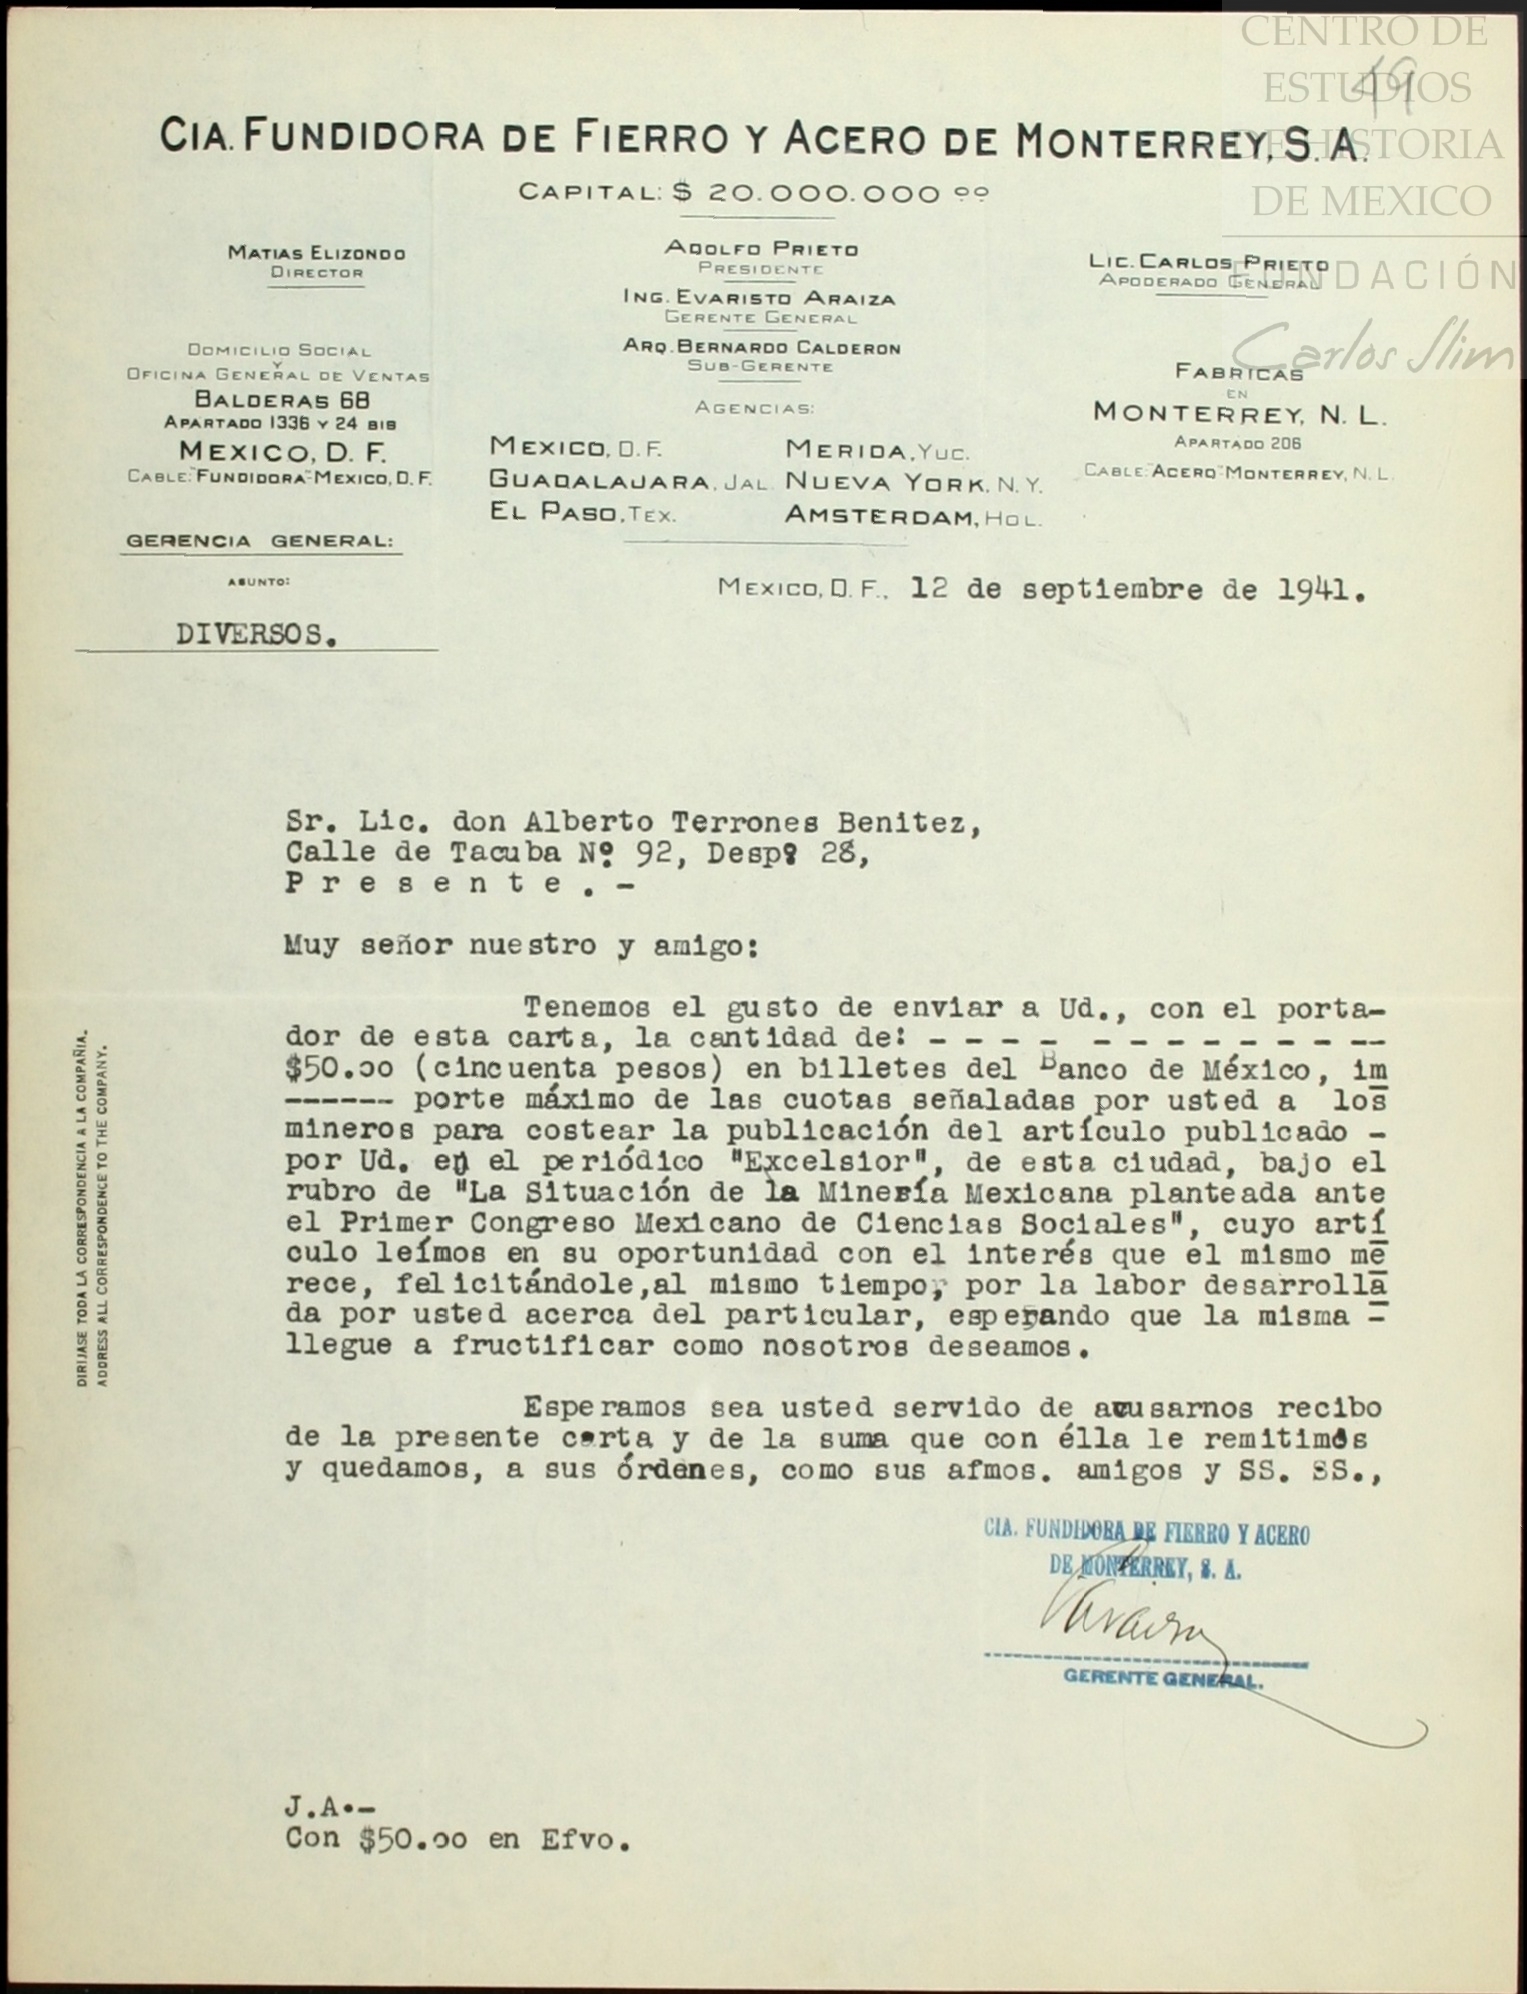 CENTRO DE
ESTUDIOS
DE HISTORIA
DE MEXICO
FUNDACIÓN
Carlos Slim
19
CIA. FUNDIDORA DE FIERRO Y ACERO DE MONTERREY, S. A.
CAPITAL: $ 20.000.000 00
MATIAS ELIZONDO
DIRECTOR
ADOLFO PRIETO
PRESIDENTE
ING. EVARISTO ARAIZA
GERENTE GENERAL
ARQ. BERNARDO CALDERON
SUB-GERENTE
LIC. CARLOS PRIETO
APODERADO GENERAL
DOMICILIO SOCIAL
Y
OFICINA GENERAL DE VENTAS
BALDERAS 68
APARTADO 1336 Y 24 BIS
MEXICO, D. F.
CABLE: "FUNDIDORA"-MEXICO, D. F.
AGENCIAS:
MEXICO, D. F.
GUADALAJARA, JAL.
EL PASO, TEX.
MERIDA, YUC.
NUEVA YORK, N. Y.
AMSTERDAM, HOL.
FABRICAS
EN
MONTERREY, N. L.
APARTADO 206
CABLE: "ACERO"-MONTERREY, N. L.
GERENCIA GENERAL:
ASUNTO:
DIVERSOS.
MEXICO, D. F., 12 de septiembre de 1941.
Sr. Lic. don Alberto Terrones Benitez,
Calle de Tacuba Nº 92, Despº 28,
P r e s e n t e . -
Muy señor nuestro y amigo:
Tenemos el gusto de enviar a Ud., con el porta-
dor de esta carta, la cantidad de: - - - - - - - - - - - --
$50.oo (cincuenta pesos) en billetes del Banco de México, im
------ porte máximo de las cuotas señaladas por usted a los
mineros para costear la publicación del artículo publicado -
por Ud. en el periódico "Excelsior", de esta ciudad, bajo el
rubro de "La Situación de la Minería Mexicana planteada ante
el Primer Congreso Mexicano de Ciencias Sociales", cuyo artí
culo leímos en su oportunidad con el interés que el mismo me
rece, felicitándole,al mismo tiempo, por la labor desarrolla
da por usted acerca del particular, esperando que la misma -
llegue a fructificar como nosotros deseamos.
Esperamos sea usted servido de acusarnos recibo
de la presente carta y de la suma que con élla le remitimos
y quedamos, a sus órdenes, como sus afmos. amigos y SS. SS.,
CIA. FUNDIDORA DE FIERRO Y ACERO
DE MONTERREY, S. A.
GERENTE GENERAL.
J.A.-
Con $50.oo en Efvo.
DIRIJASE TODA LA CORRESPONDENCIA A LA COMPAÑIA.
ADDRESS ALL CORRESPONDENCE TO THE COMPANY.